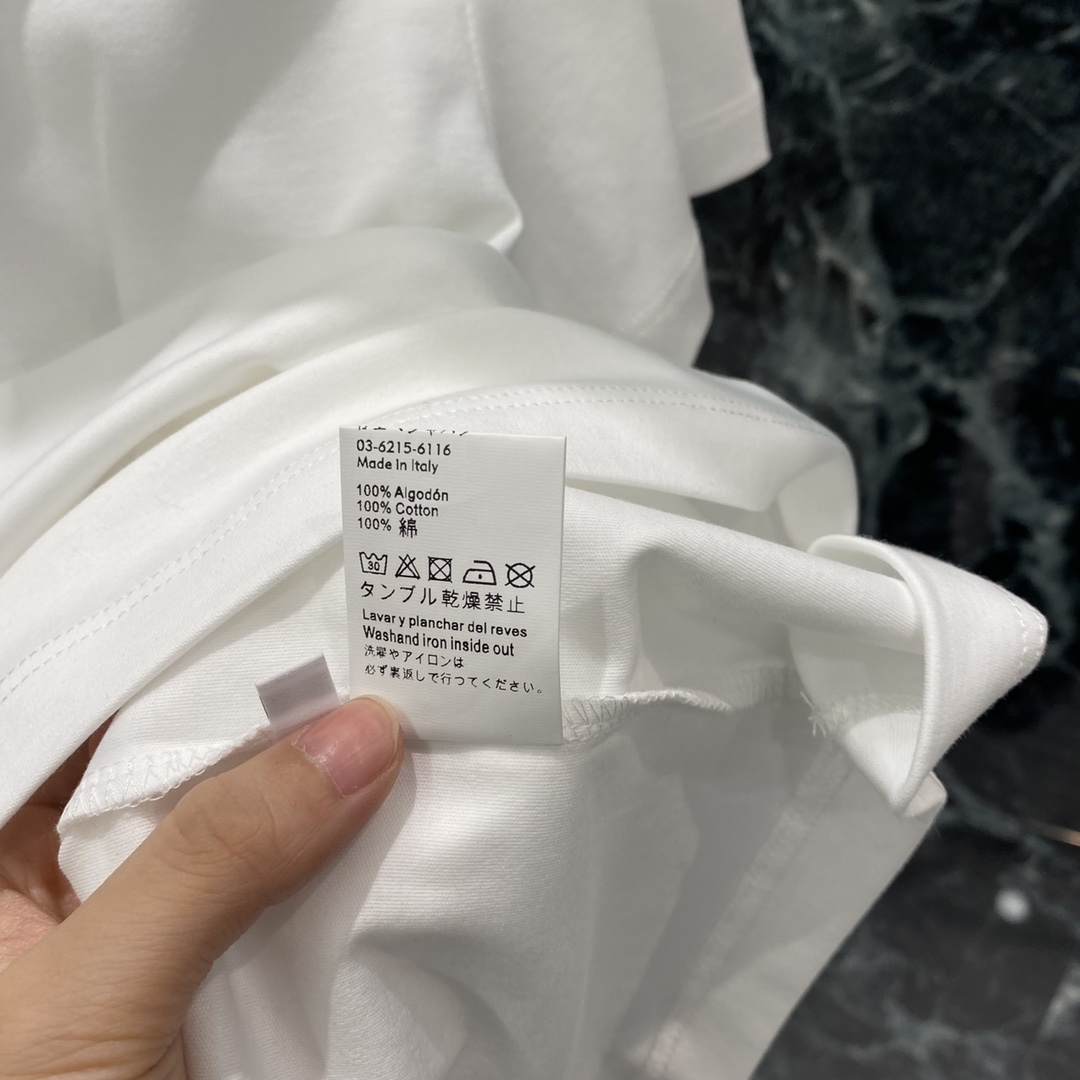 03-6215-6116
Made In Italy
100% Algodón
100% Cotton
100% 綿
30
タンブル乾燥禁止
Lavar y planchar del reves
Washand iron inside out
洗濯やアイロンは
必ず裏返しで行つてください。